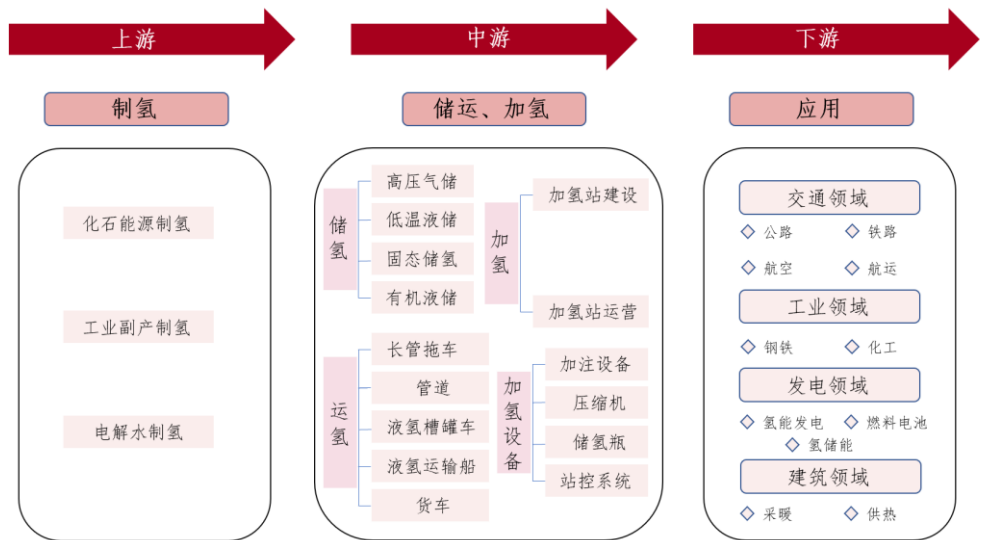 上游
中游
下游
制氢
储运、加氢
应用
化石能源制氢
工业副产制氢
电解水制氢
储氢
高压气储
低温液储
固态储氢
有机液储
加氢
加氢站建设
加氢站运营
运氢
长管拖车
管道
液氢槽罐车
液氢运输船
货车
加氢设备
加注设备
压缩机
储氢瓶
站控系统
交通领域
公路 铁路
航空 航运
工业领域
钢铁 化工
发电领域
氢能发电 燃料电池
氢储能
建筑领域
采暖 供热